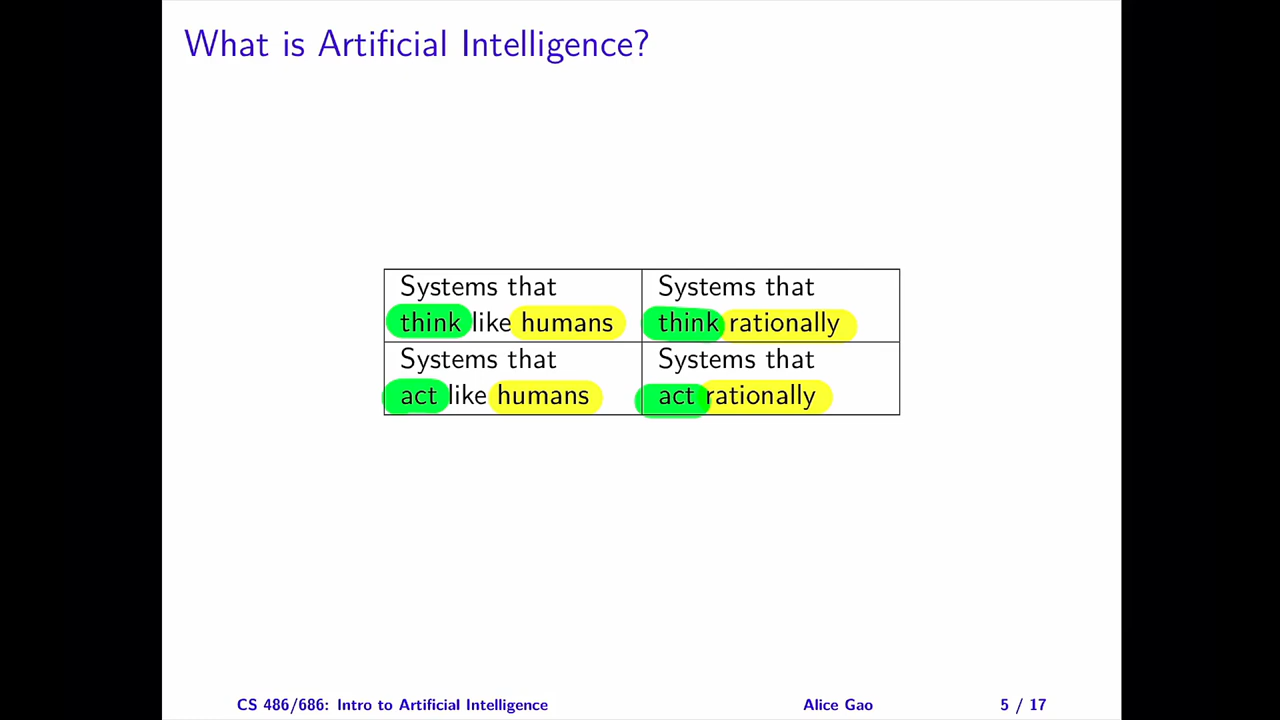 What is Artificial Intelligence?
Systems that
think like humans
Systems that
think rationally
Systems that
act like humans
Systems that
act rationally
CS 486/686: Intro to Artificial Intelligence
Alice Gao
5 / 17